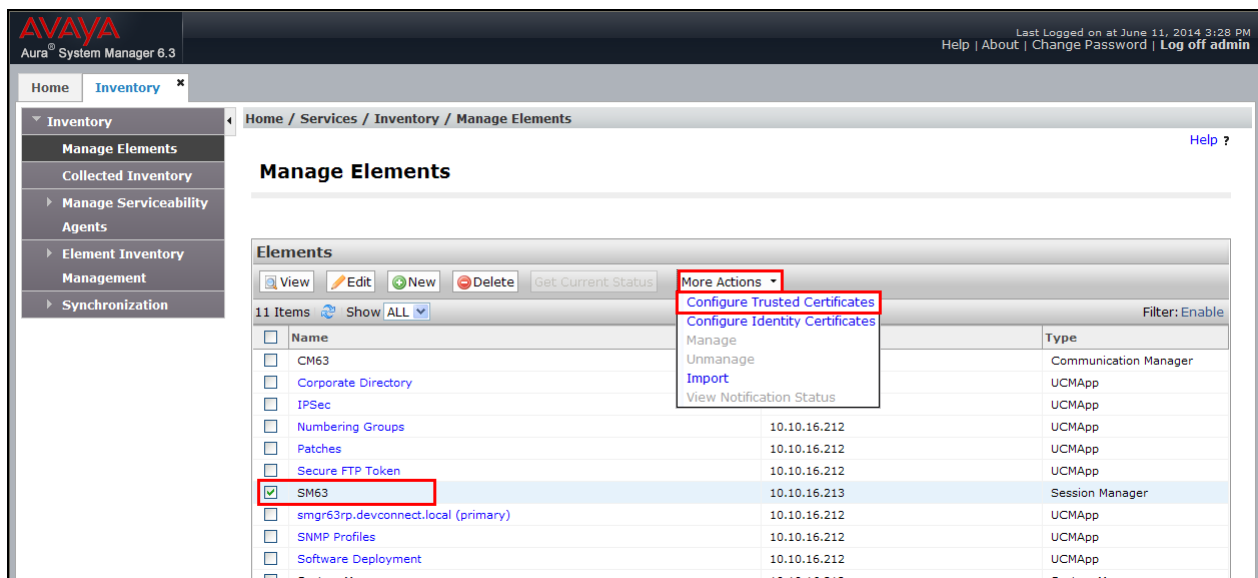 AVAYA
Aura® System Manager 6.3
Last Logged on at June 11, 2014 3:28 PM
Help | About | Change Password | Log off admin
Home Inventory ×
Inventory
Manage Elements
Collected Inventory
Manage Serviceability
Agents
Element Inventory
Management
Synchronization
Home / Services / Inventory / Manage Elements
Help ?
Manage Elements
Elements
View Edit New Delete Get Current Status More Actions
Configure Trusted Certificates
Configure Identity Certificates
Manage
Unmanage
Import
View Notification Status
11 Items Show ALL Filter: Enable
Name Type
CM63 Communication Manager
Corporate Directory UCMApp
IPSec UCMApp
Numbering Groups 10.10.16.212 UCMApp
Patches 10.10.16.212 UCMApp
Secure FTP Token 10.10.16.212 UCMApp
SM63 10.10.16.213 Session Manager
smgr63rp.devconnect.local (primary) 10.10.16.212 UCMApp
SNMP Profiles 10.10.16.212 UCMApp
Software Deployment 10.10.16.212 UCMApp